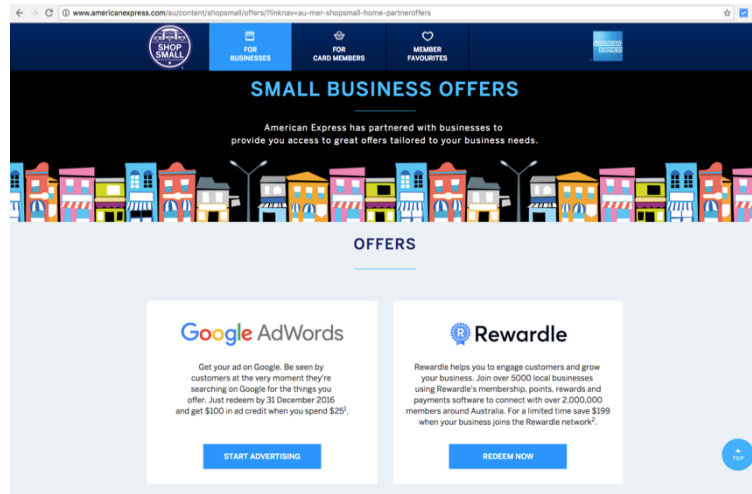 www.americanexpress.com/au/content/shopsmall/offers/?linknav=au-mer-shopsmall-home-partneroffers
SHOP
SMALL
FOR
BUSINESSES
FOR
CARD MEMBERS
MEMBER
FAVOURITES
AMERICAN
EXPRESS
SMALL BUSINESS OFFERS
American Express has partnered with businesses to
provide you access to great offers tailored to your business needs.
OFFERS
Google AdWords
Get your ad on Google. Be seen by
customers at the very moment they're
searching on Google for the things you
offer. Just redeem by 31 December 2016
and get $100 in ad credit when you spend $25¹.
START ADVERTISING
R Rewardle
Rewardle helps you to engage customers and grow
your business. Join over 5000 local businesses
using Rewardle's membership, points, rewards and
payments software to connect with over 2,000,000
members around Australia. For a limited time save $199
when your business joins the Rewardle network².
REDEEM NOW
TOP